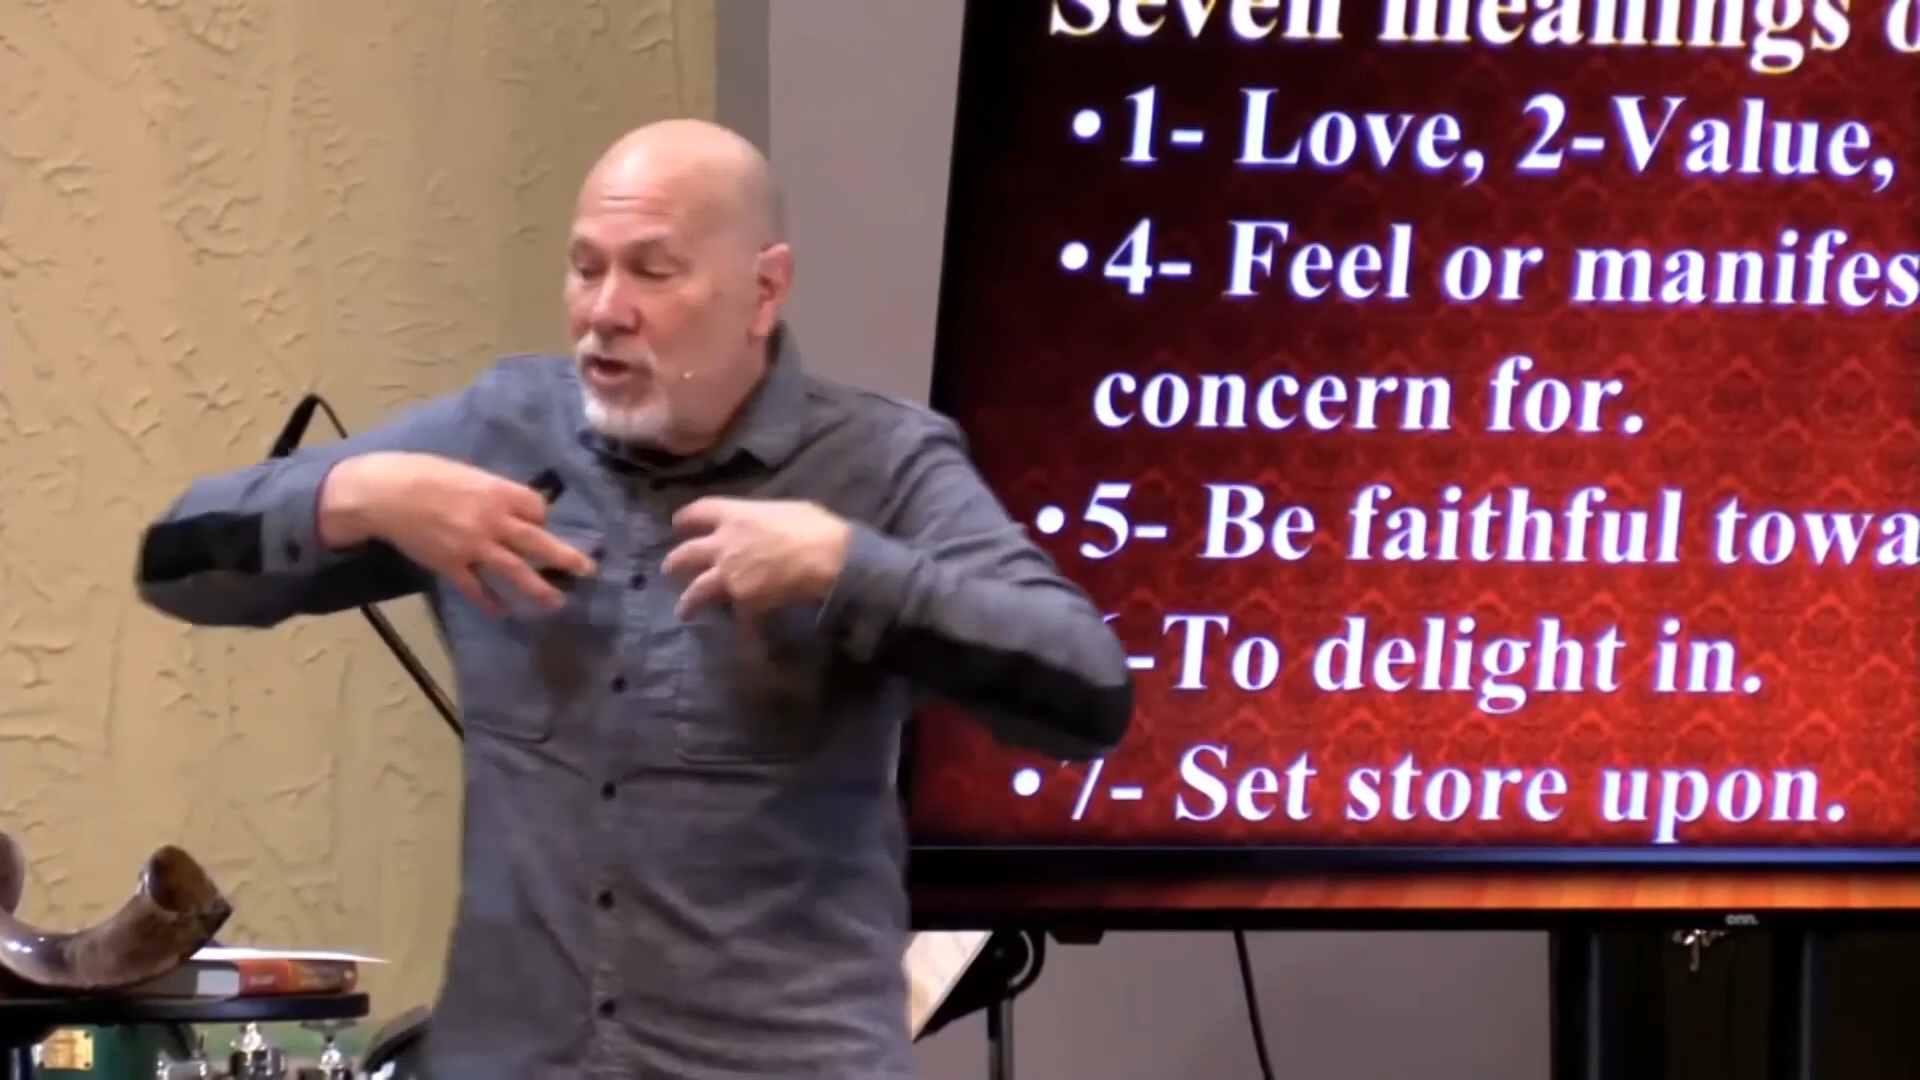 Seven meanings
• 1- Love, 2-Value,
• 4- Feel or manifes
concern for.
• 5- Be faithful towa
-To delight in.
• 7- Set store upon.
onn.